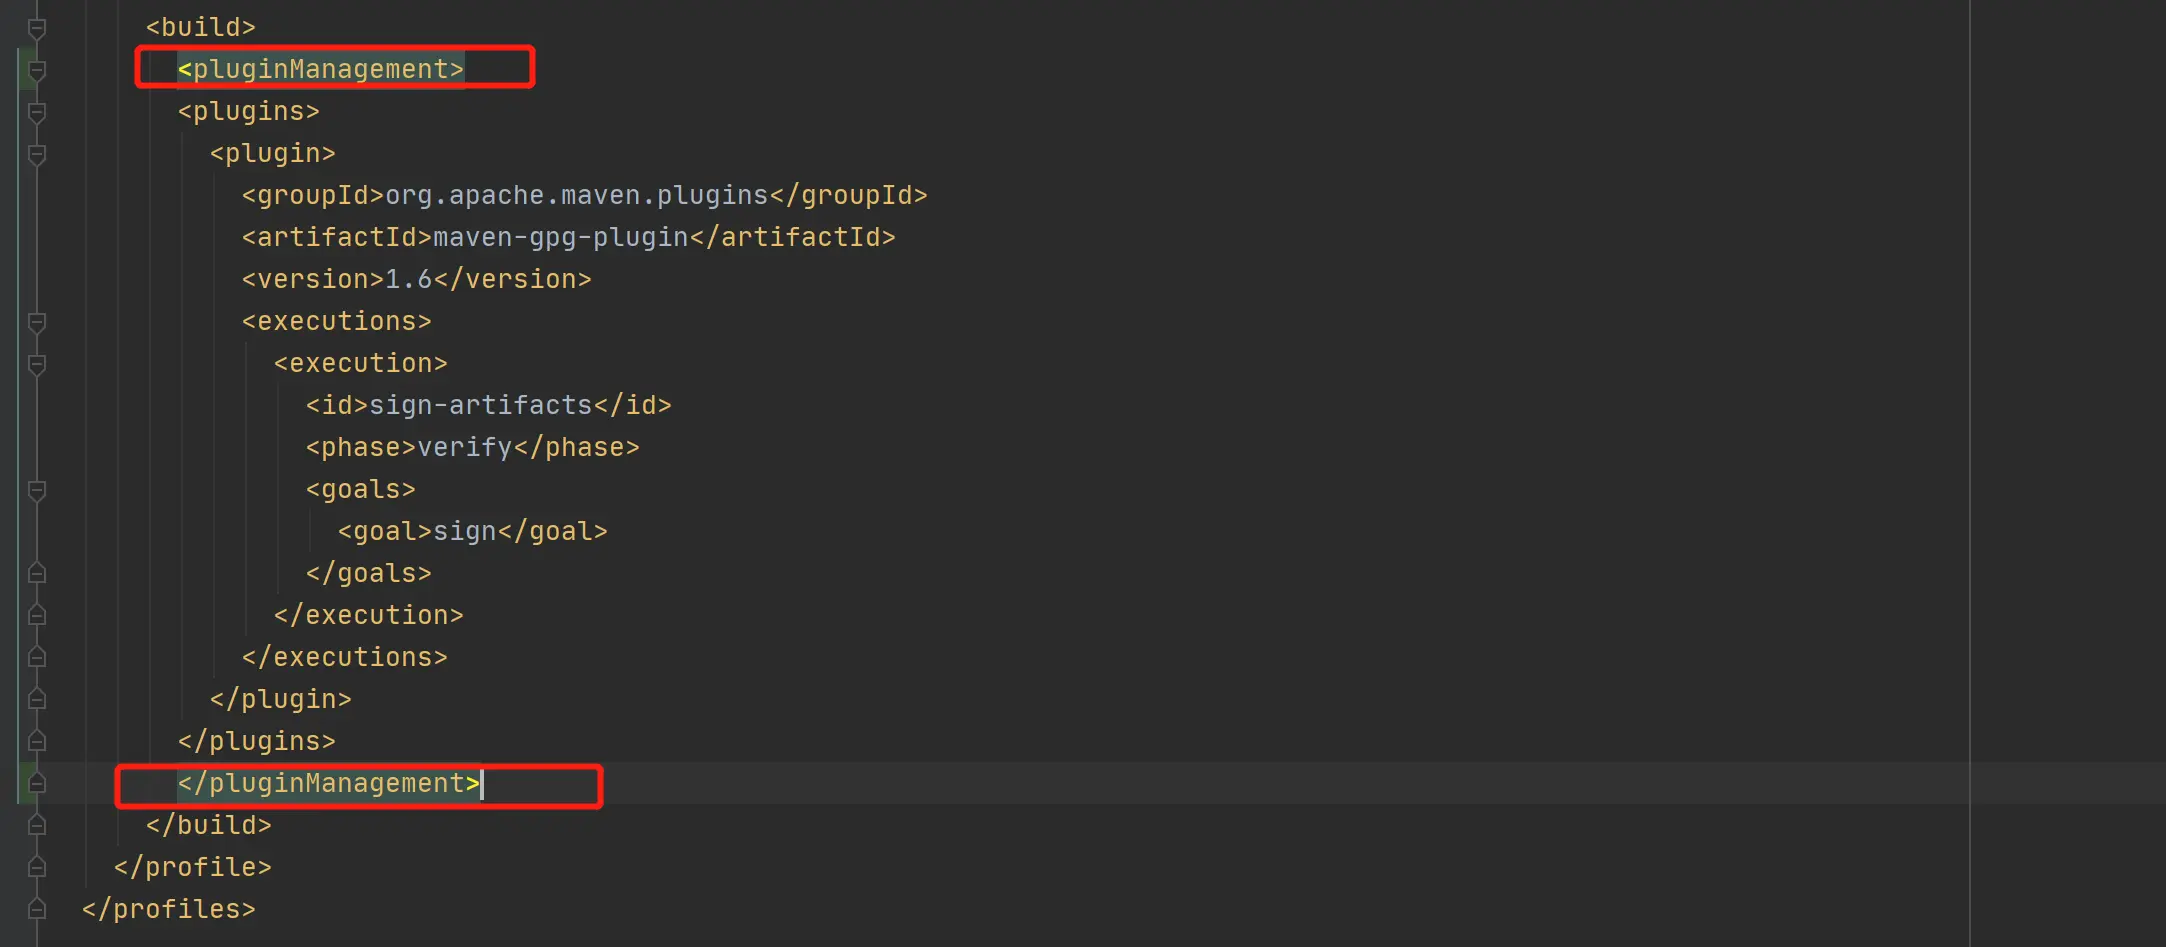 <build>
<pluginManagement>
<plugins>
<plugin>
<groupId>org.apache.maven.plugins</groupId>
<artifactId>maven-gpg-plugin</artifactId>
<version>1.6</version>
<executions>
<execution>
<id>sign-artifacts</id>
<phase>verify</phase>
<goals>
<goal>sign</goal>
</goals>
</execution>
</executions>
</plugin>
</plugins>
</pluginManagement>
</build>
</profile>
</profiles>